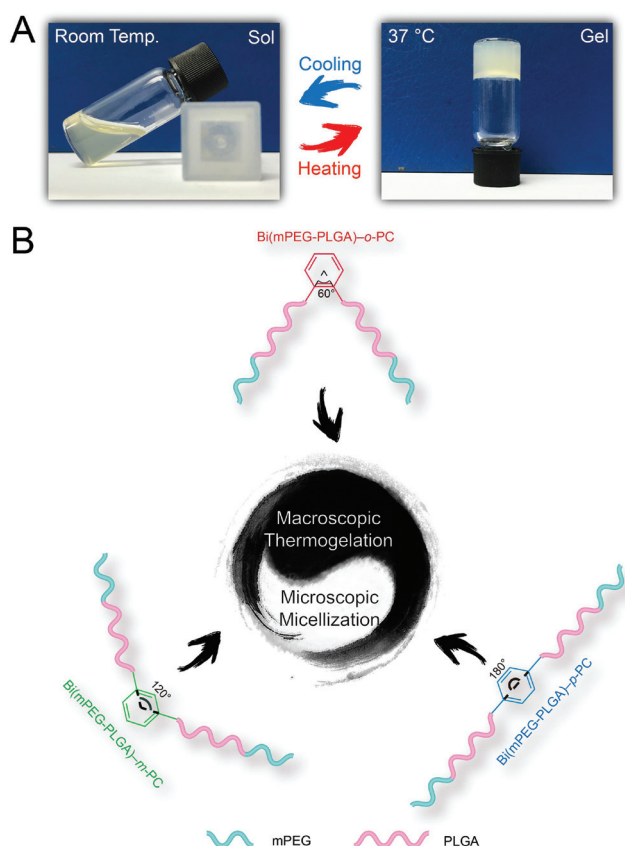 A
Room Temp.
Sol
Cooling
Heating
37 °C
Gel
B
Bi(mPEG-PLGA)–o-PC
60°
Macroscopic
Thermogelation
Microscopic
Micellization
120°
Bi(mPEG-PLGA)–m-PC
180°
Bi(mPEG-PLGA)–p-PC
mPEG
PLGA